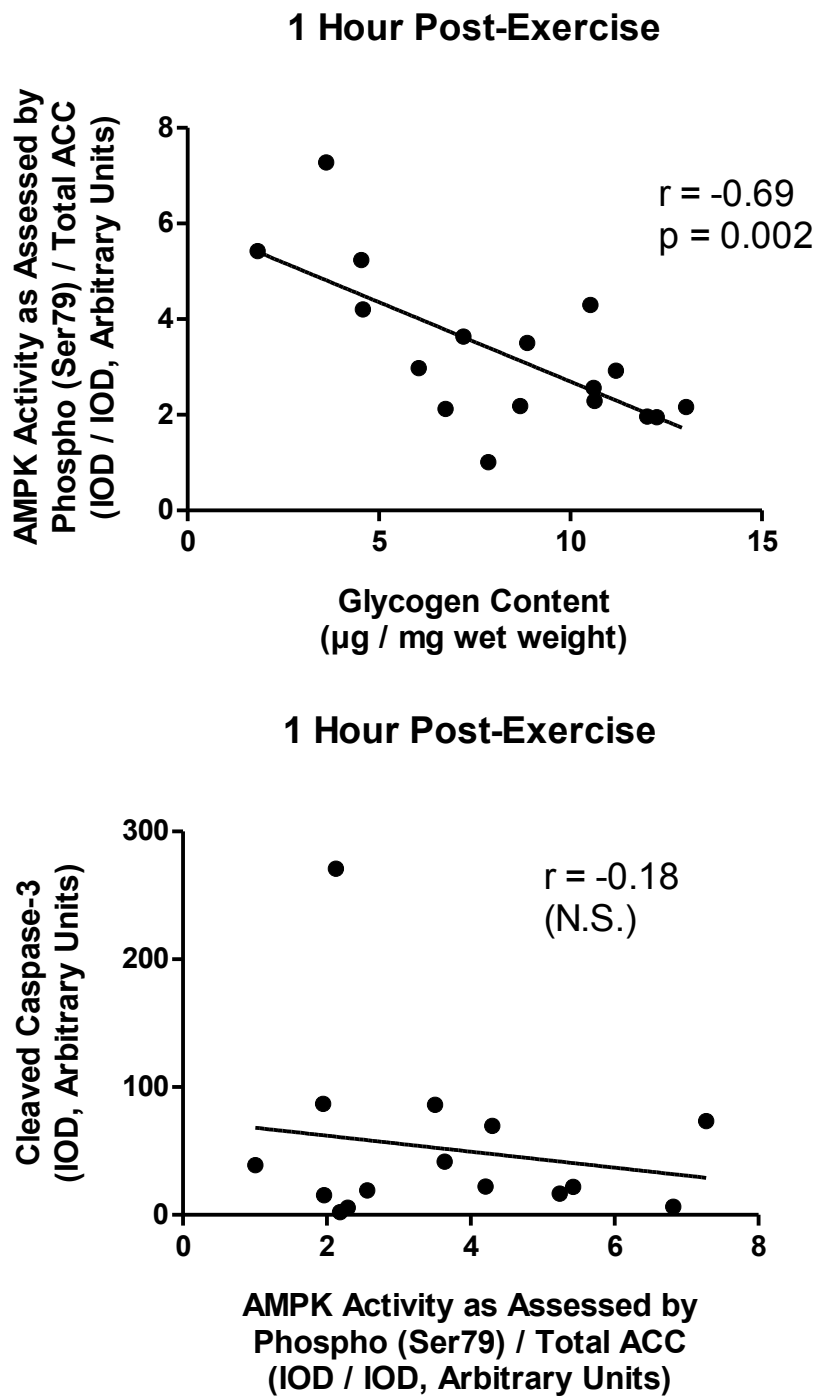 1 Hour Post-Exercise
AMPK Activity as Assessed by
Phospho (Ser79) / Total ACC
(IOD / IOD, Arbitrary Units)
8
6
4
2
0
r = -0.69
p = 0.002
0
5
10
15
Glycogen Content
(µg / mg wet weight)
1 Hour Post-Exercise
Cleaved Caspase-3
(IOD, Arbitrary Units)
300
200
100
0
r = -0.18
(N.S.)
0
2
4
6
8
AMPK Activity as Assessed by
Phospho (Ser79) / Total ACC
(IOD / IOD, Arbitrary Units)